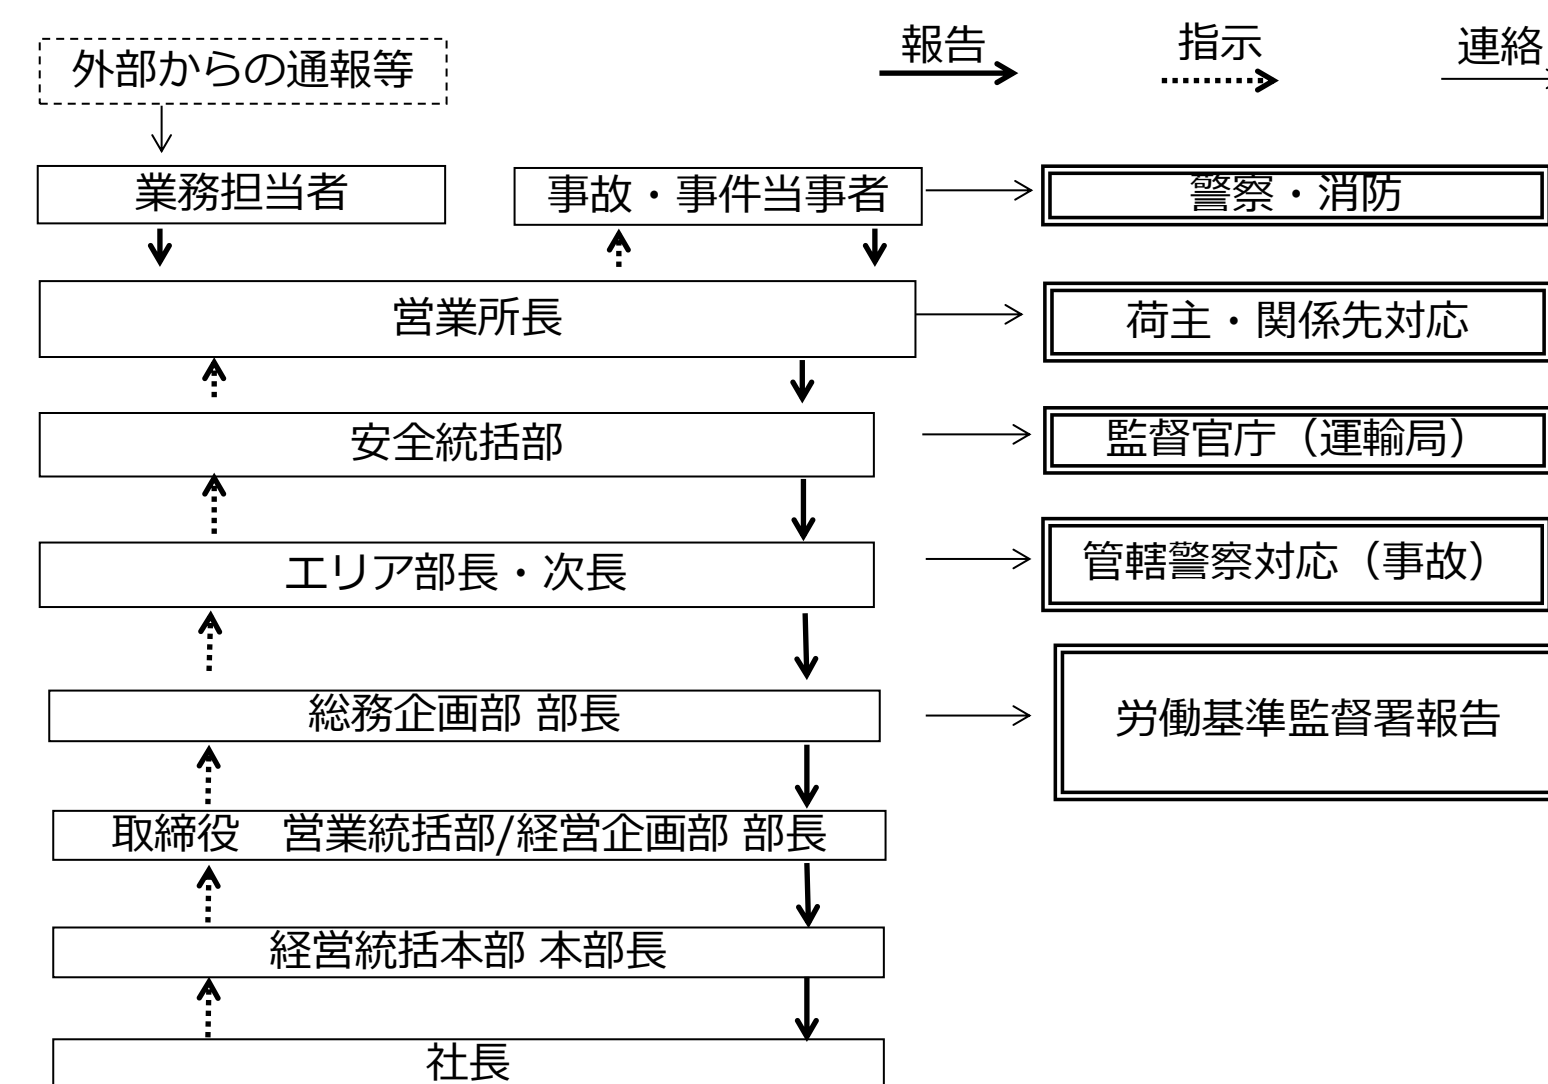 報告
指示
連絡
外部からの通報等
業務担当者
事故・事件当事者
警察・消防
営業所長
荷主・関係先対応
安全統括部
監督官庁（運輸局）
エリア部長・次長
管轄警察対応（事故）
総務企画部 部長
労働基準監督署報告
取締役　営業統括部/経営企画部 部長
経営統括本部 本部長
社長